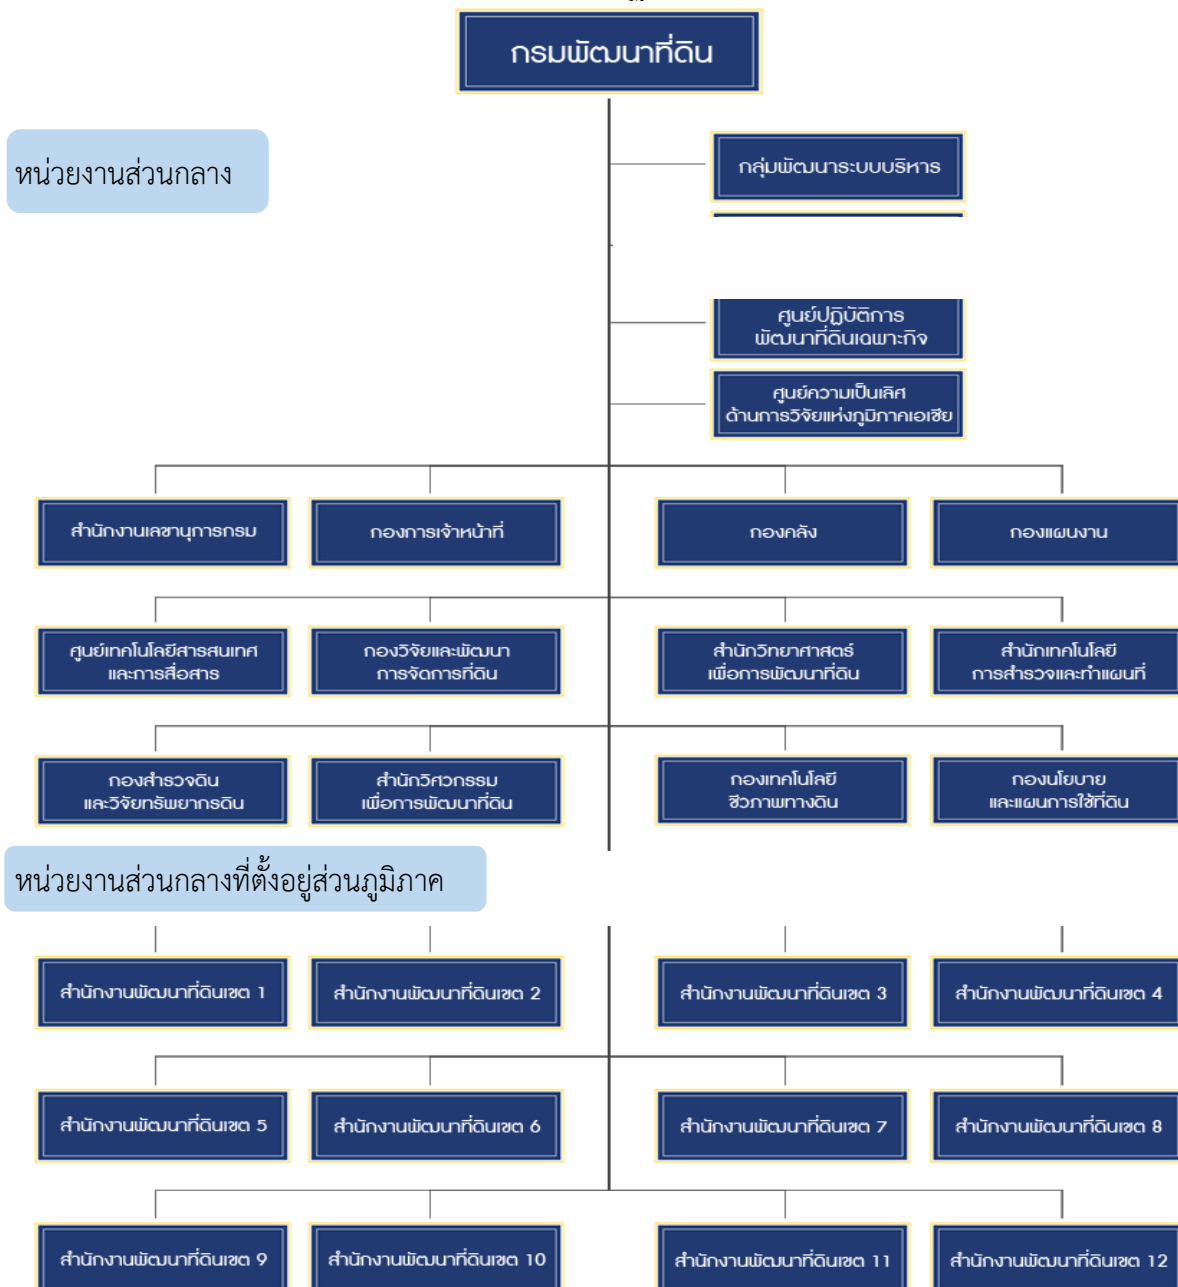 กรมพัฒนาที่ดิน
หน่วยงานส่วนกลาง
กลุ่มพัฒนาระบบบริหาร
ศูนย์ปฏิบัติการ
พัฒนาที่ดินเฉพาะกิจ
ศูนย์ความเป็นเลิศ
ด้านการวิจัยแห่งภูมิภาคเอเชีย
สำนักงานเลขานุการกรม
กองการเจ้าหน้าที่
กองคลัง
กองแผนงาน
ศูนย์เทคโนโลยีสารสนเทศ
และการสื่อสาร
กองวิจัยและพัฒนา
การจัดการที่ดิน
สำนักวิทยาศาสตร์
เพื่อการพัฒนาที่ดิน
สำนักเทคโนโลยี
การสำรวจและทำแผนที่
กองสำรวจดิน
และวิจัยทรัพยากรดิน
สำนักวิศวกรรม
เพื่อการพัฒนาที่ดิน
กองเทคโนโลยี
ชีวภาพทางดิน
กองนโยบาย
และแผนการใช้ที่ดิน
หน่วยงานส่วนกลางที่ตั้งอยู่ส่วนภูมิภาค
สำนักงานพัฒนาที่ดินเขต 1
สำนักงานพัฒนาที่ดินเขต 2
สำนักงานพัฒนาที่ดินเขต 3
สำนักงานพัฒนาที่ดินเขต 4
สำนักงานพัฒนาที่ดินเขต 5
สำนักงานพัฒนาที่ดินเขต 6
สำนักงานพัฒนาที่ดินเขต 7
สำนักงานพัฒนาที่ดินเขต 8
สำนักงานพัฒนาที่ดินเขต 9
สำนักงานพัฒนาที่ดินเขต 10
สำนักงานพัฒนาที่ดินเขต 11
สำนักงานพัฒนาที่ดินเขต 12